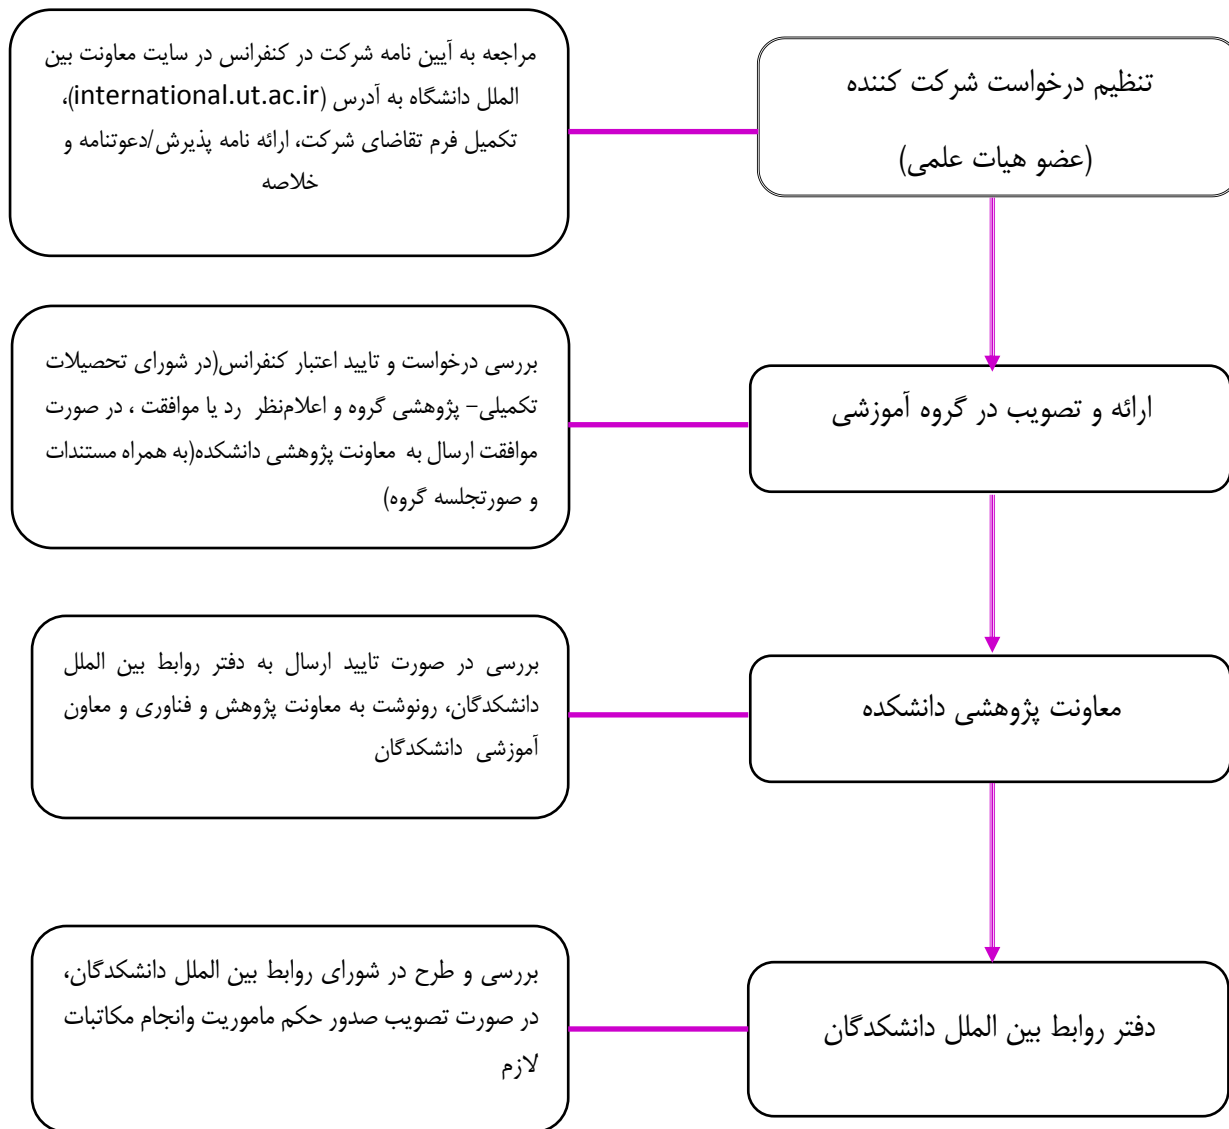 تنظیم درخواست شرکت کننده
(عضو هیات علمی)
مراجعه به آیین نامه شرکت در کنفرانس در سایت معاونت بین
الملل دانشگاه به آدرس (international.ut.ac.ir)،
تکمیل فرم تقاضای شرکت، ارائه نامه پذیرش/دعوتنامه و
خلاصه
ارائه و تصویب در گروه آموزشی
بررسی درخواست و تایید اعتبار کنفرانس(در شورای تحصیلات
تکمیلی- پژوهشی گروه و اعلام‌نظر رد یا موافقت ، در صورت
موافقت ارسال به معاونت پژوهشی دانشکده(به همراه مستندات
و صورتجلسه گروه)
معاونت پژوهشی دانشکده
بررسی در صورت تایید ارسال به دفتر روابط بین الملل
دانشکدگان، رونوشت به معاونت پژوهش و فناوری و معاون
آموزشی دانشکدگان
دفتر روابط بین الملل دانشکدگان
بررسی و طرح در شورای روابط بین الملل دانشکدگان،
در صورت تصویب صدور حکم ماموریت وانجام مکاتبات
لازم